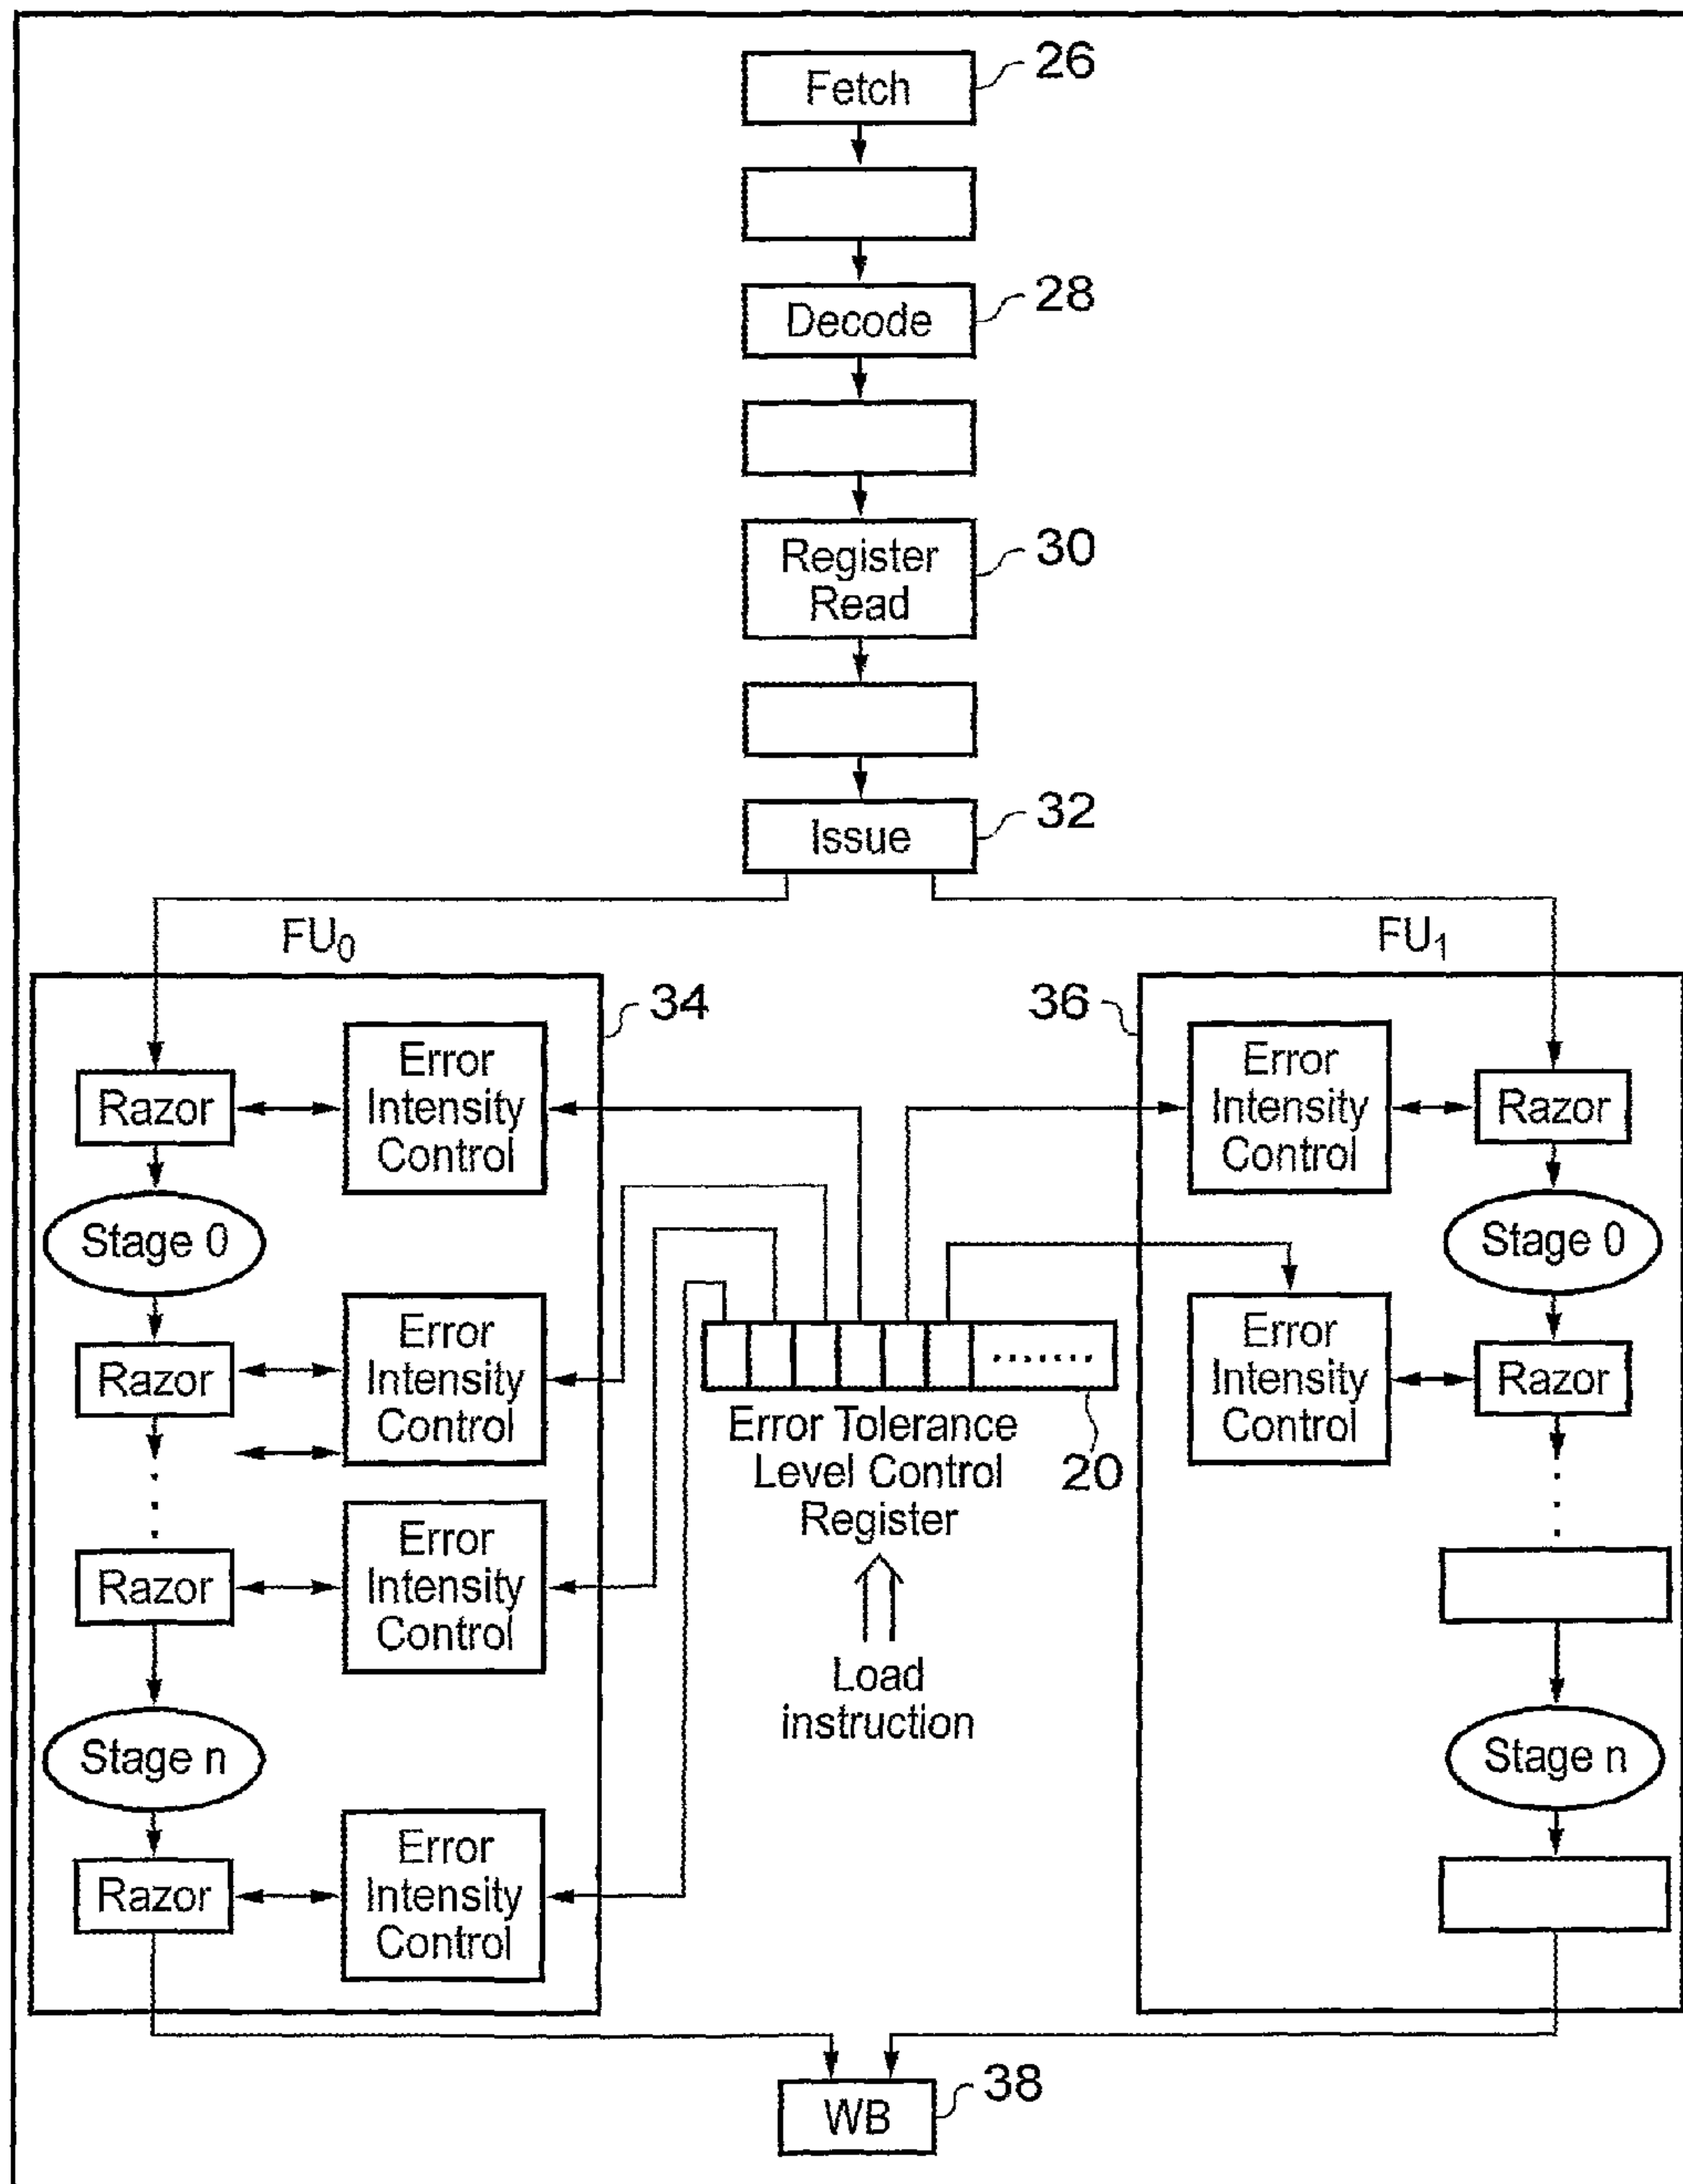 Fetch
26
Decode
28
Register
Read
30
Issue
32
FU₀
FU₁
34
36
Razor
Error
Intensity
Control
Error
Intensity
Control
Razor
Stage 0
Stage 0
Razor
Error
Intensity
Control
.......
Error
Intensity
Control
Razor
Error Tolerance
Level Control
Register
20
Razor
Error
Intensity
Control
Load
instruction
Stage n
Stage n
Razor
Error
Intensity
Control
WB
38